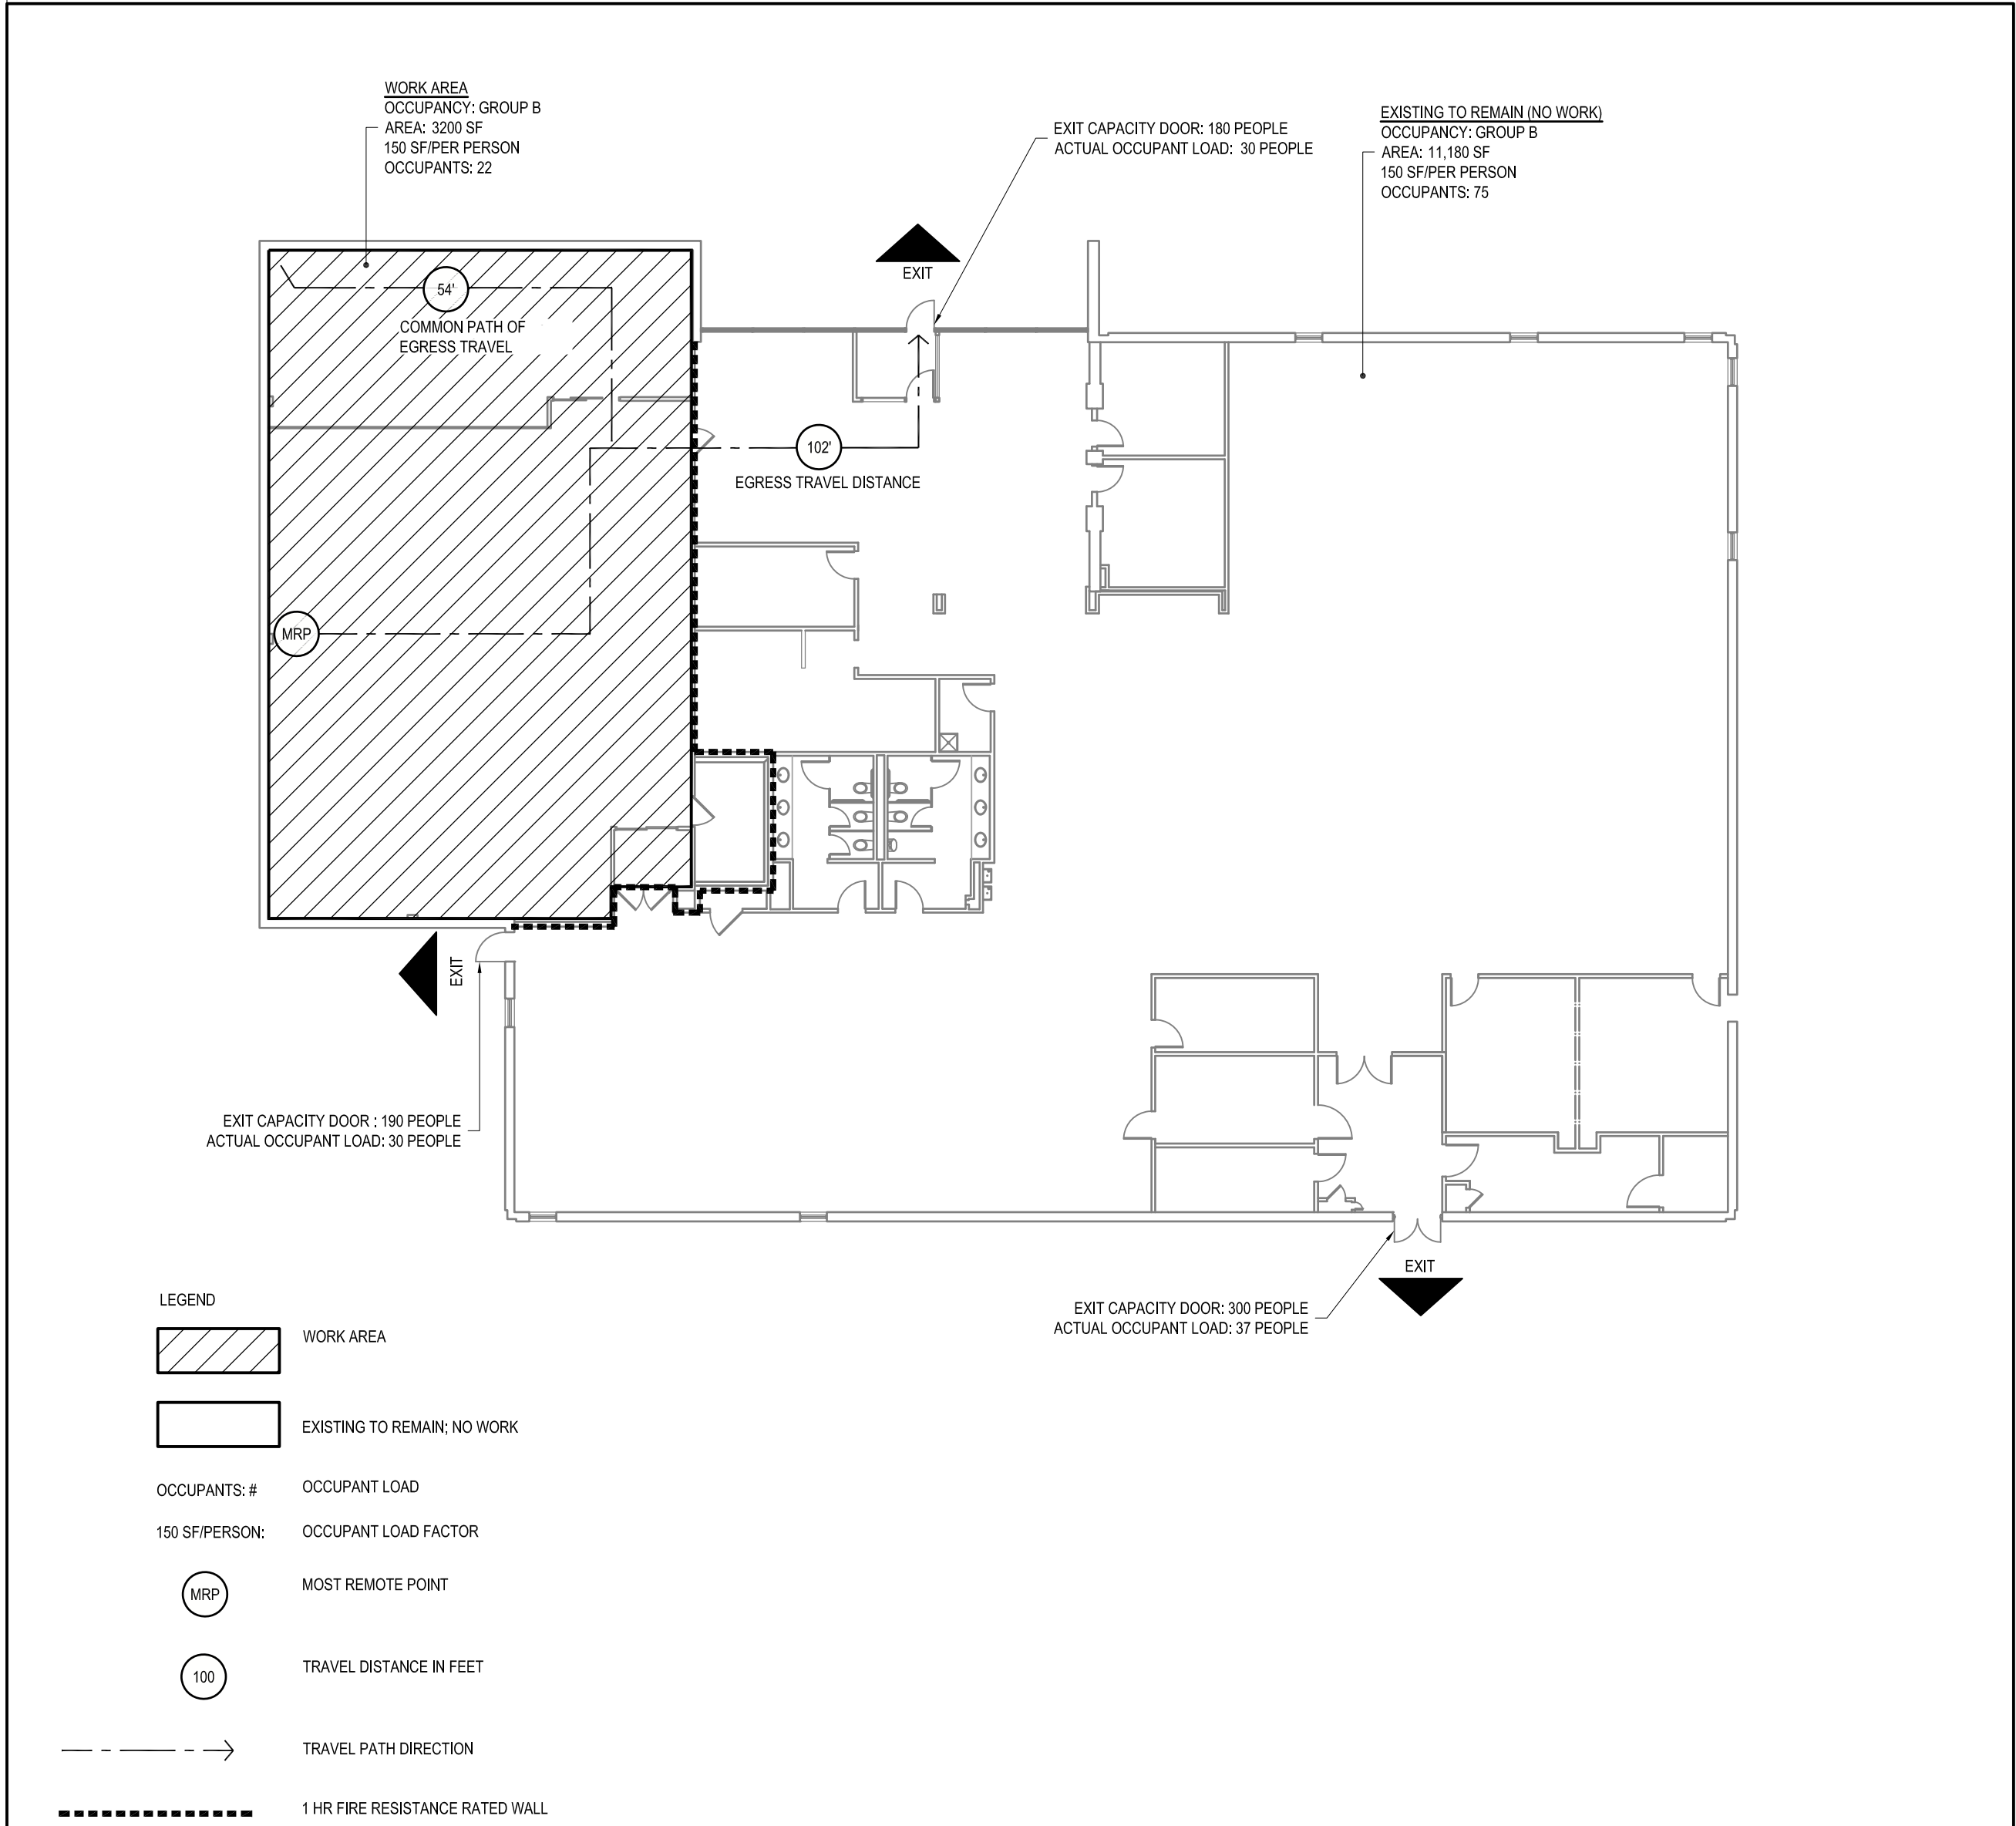 WORK AREA
OCCUPANCY: GROUP B
AREA: 3200 SF
150 SF/PER PERSON
OCCUPANTS: 22
EXIT CAPACITY DOOR: 180 PEOPLE
ACTUAL OCCUPANT LOAD: 30 PEOPLE
EXISTING TO REMAIN (NO WORK)
OCCUPANCY: GROUP B
AREA: 11,180 SF
150 SF/PER PERSON
OCCUPANTS: 75
EXIT
54'
COMMON PATH OF
EGRESS TRAVEL
102'
EGRESS TRAVEL DISTANCE
MRP
EXIT
EXIT CAPACITY DOOR : 190 PEOPLE
ACTUAL OCCUPANT LOAD: 30 PEOPLE
EXIT
EXIT CAPACITY DOOR: 300 PEOPLE
ACTUAL OCCUPANT LOAD: 37 PEOPLE
LEGEND
WORK AREA
EXISTING TO REMAIN; NO WORK
OCCUPANTS: # OCCUPANT LOAD
150 SF/PERSON: OCCUPANT LOAD FACTOR
MRP MOST REMOTE POINT
100 TRAVEL DISTANCE IN FEET
TRAVEL PATH DIRECTION
1 HR FIRE RESISTANCE RATED WALL